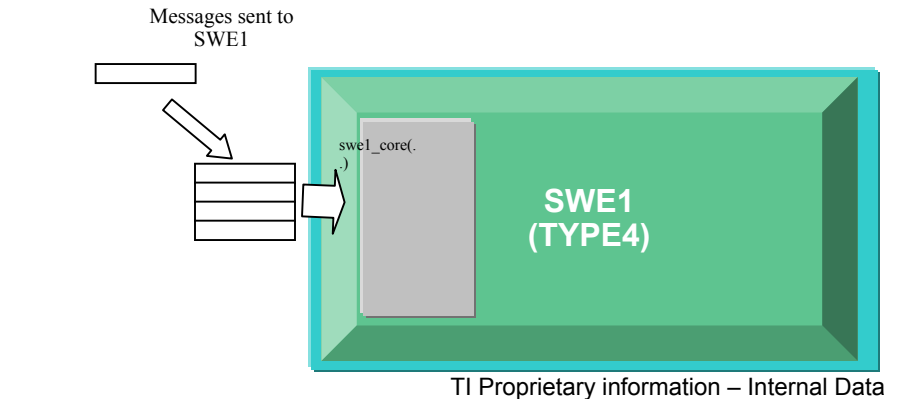 Messages sent to
SWE1
swe1_core(.
.)
SWE1
(TYPE4)
TI Proprietary information – Internal Data